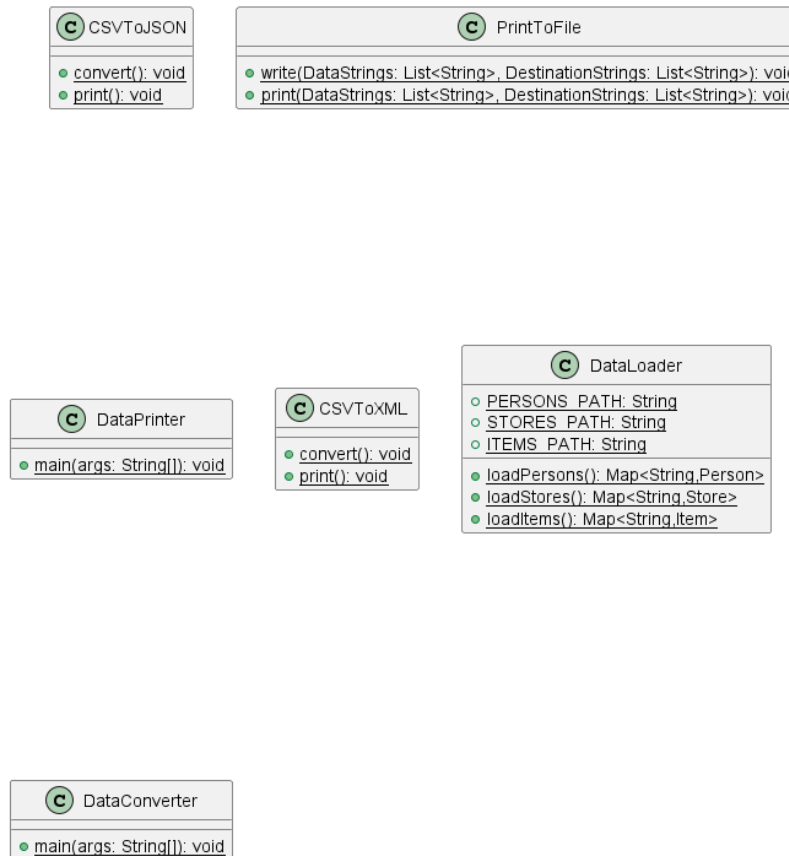 C CSVToJSON
convert(): void
print(): void
C PrintToFile
write(DataStrings: List<String>, DestinationStrings: List<String>): voi
print(DataStrings: List<String>, DestinationStrings: List<String>): voi
C DataPrinter
main(args: String[]): void
C CSVToXML
convert(): void
print(): void
C DataLoader
PERSONS_PATH: String
STORES_PATH: String
ITEMS_PATH: String
loadPersons(): Map<String,Person>
loadStores(): Map<String,Store>
loadItems(): Map<String,Item>
C DataConverter
main(args: String[]): void